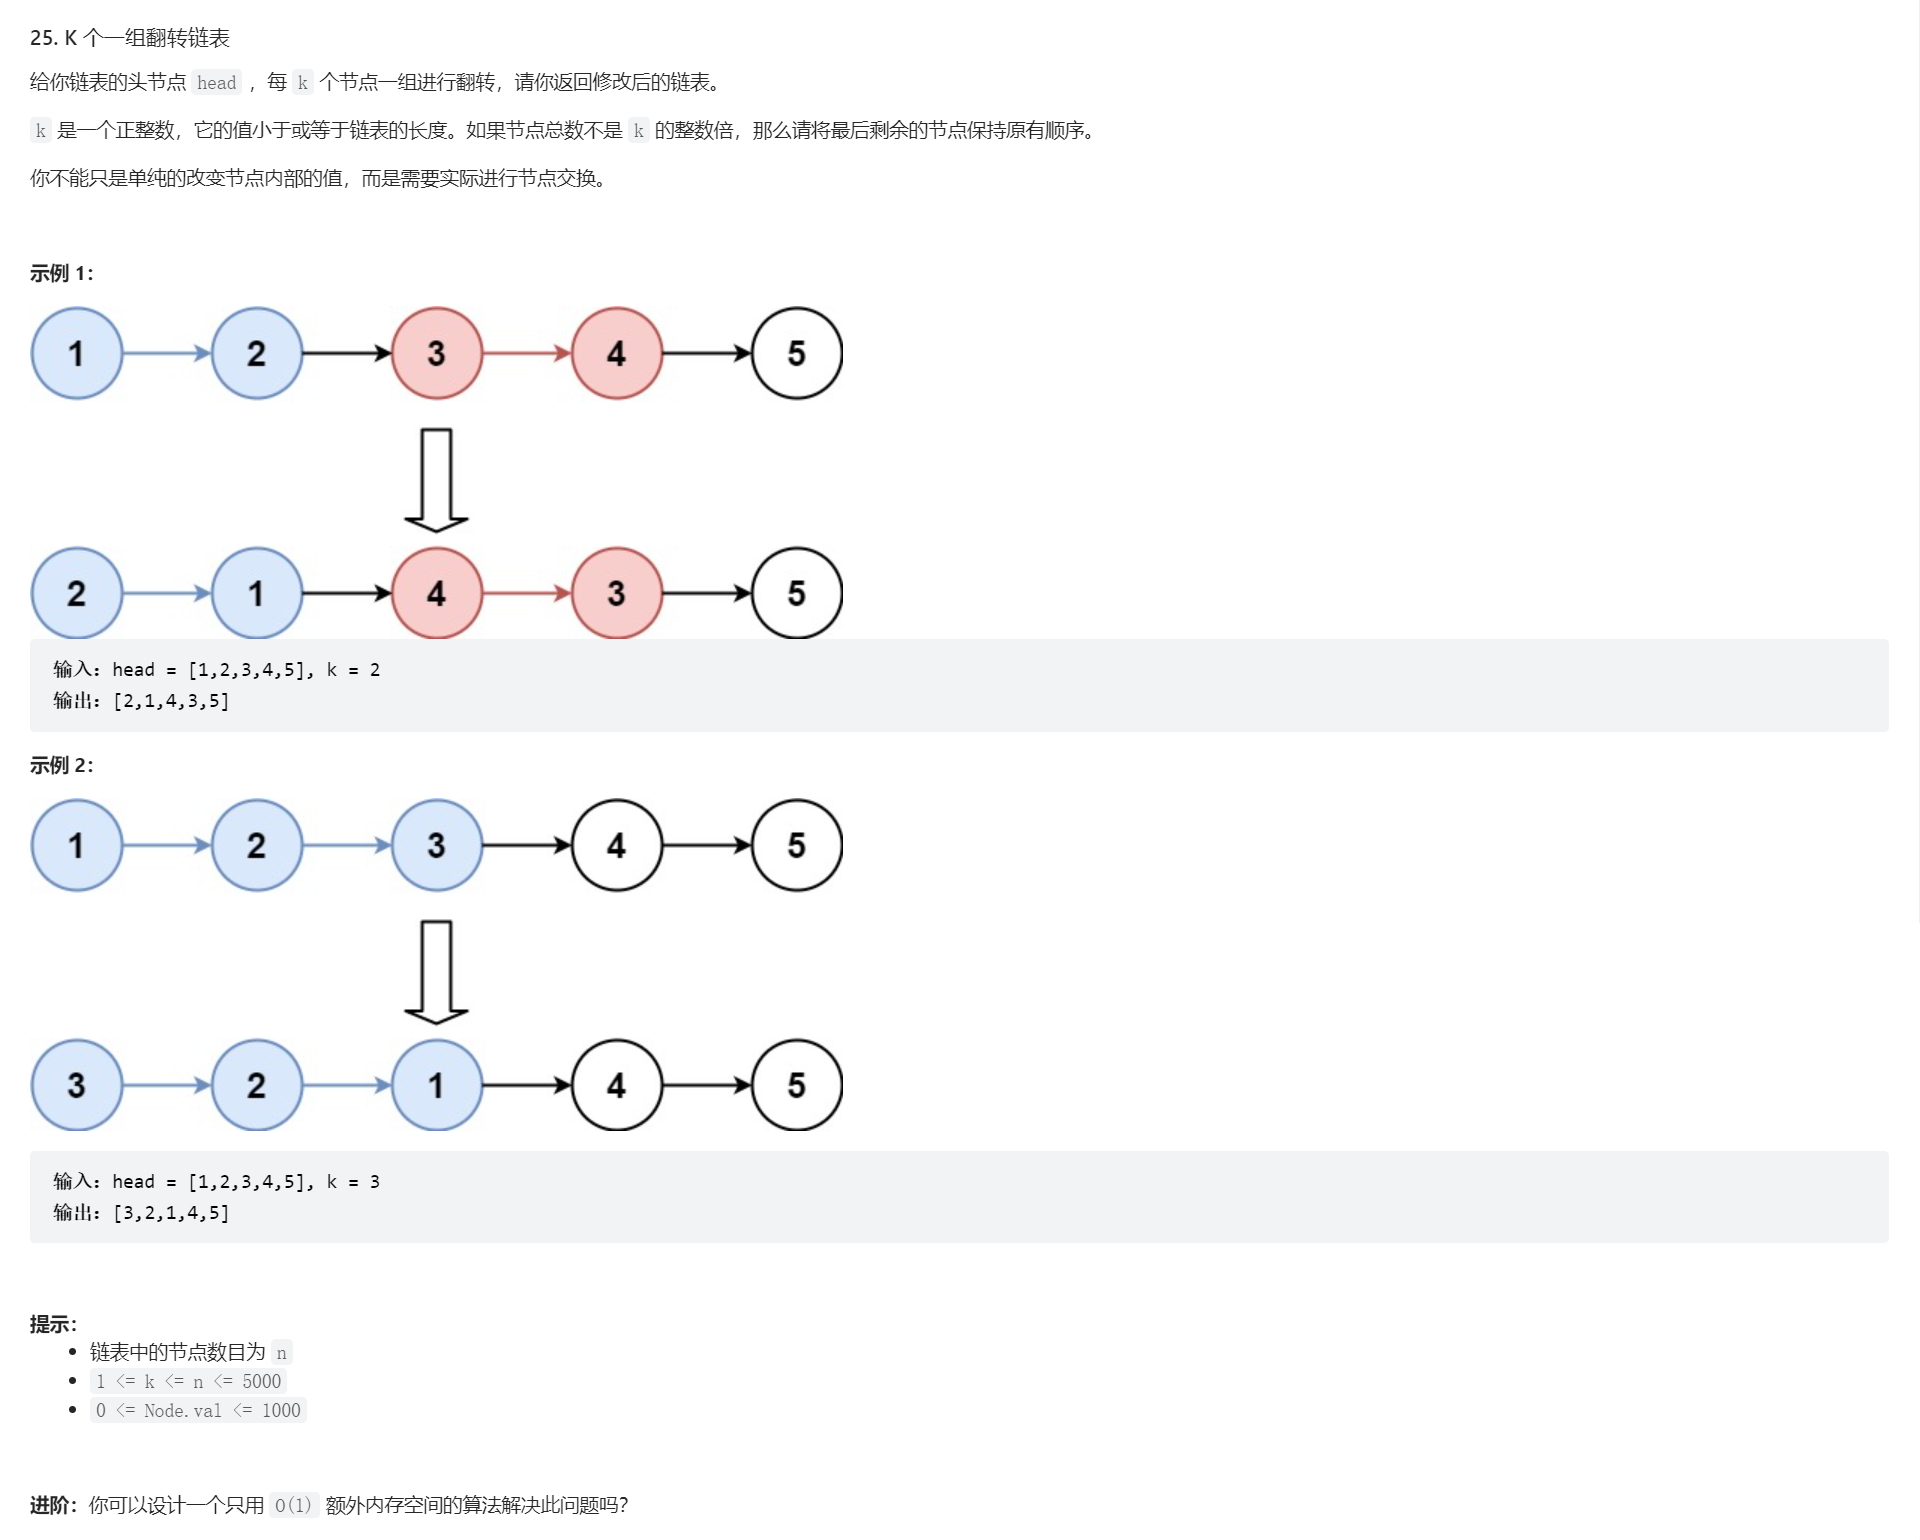 25. K 个一组翻转链表
给你链表的头节点 head ，每 k 个节点一组进行翻转，请你返回修改后的链表。
k 是一个正整数，它的值小于或等于链表的长度。如果节点总数不是 k 的整数倍，那么请将最后剩余的节点保持原有顺序。
你不能只是单纯的改变节点内部的值，而是需要实际进行节点交换。
示例 1：
1 2 3 4 5
2 1 4 3 5
输入：head = [1,2,3,4,5], k = 2
输出：[2,1,4,3,5]
示例 2：
1 2 3 4 5
3 2 1 4 5
输入：head = [1,2,3,4,5], k = 3
输出：[3,2,1,4,5]
提示：
• 链表中的节点数目为 n
• 1 <= k <= n <= 5000
• 0 <= Node.val <= 1000
进阶：你可以设计一个只用 O(1) 额外内存空间的算法解决此问题吗？